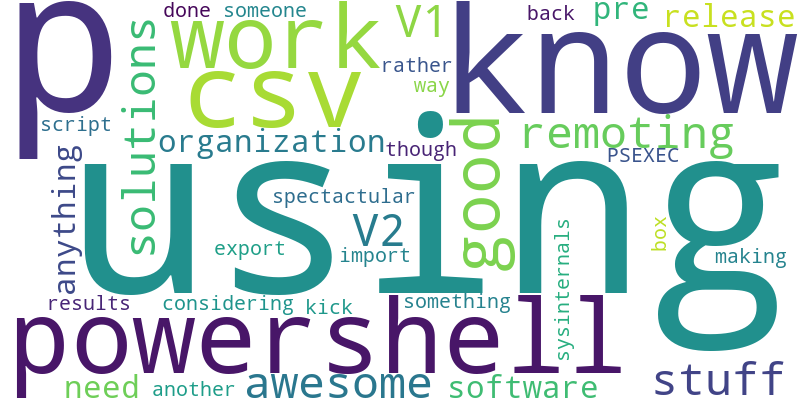 p
done
someone
work
V1
back
pre
release
know
rather
way
csv
script
solutions
organization
though
good
remoting
PSEXEC
anything
using
spectactular
V2
export
import
sysinternals
box
making
results
considering
kick
something
powershell
need
another
awesome
software
stuff